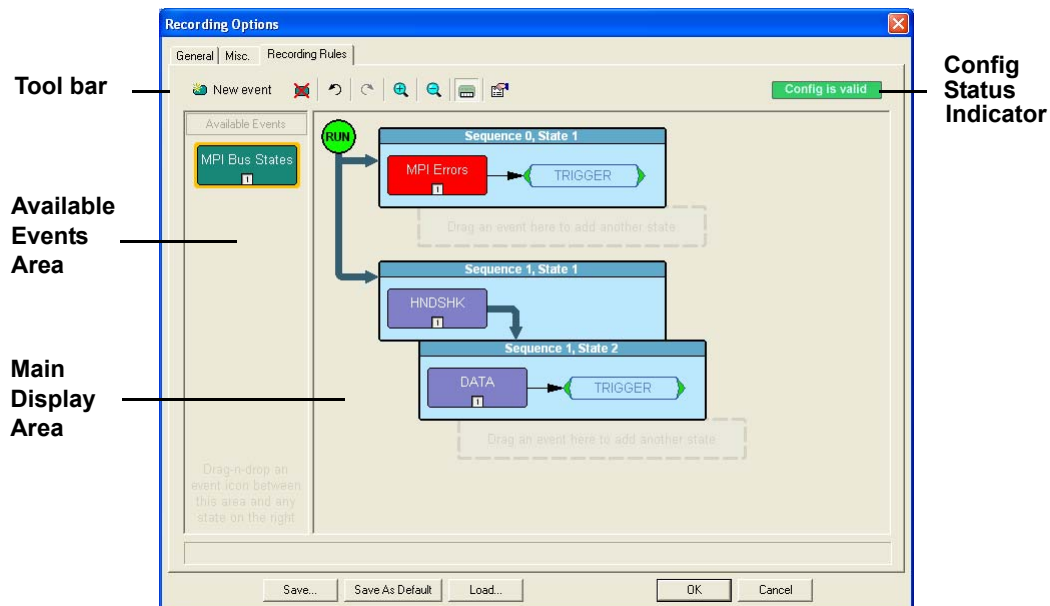 Recording Options
General
Misc.
Recording Rules
Tool bar
New event
Config is valid
Config
Status
Indicator
Available Events
MPI Bus States
1
RUN
Sequence 0, State 1
MPI Errors
1
TRIGGER
Drag an event here to add another state
Available
Events
Area
Sequence 1, State 1
HNDSHK
1
Sequence 1, State 2
DATA
1
TRIGGER
Drag an event here to add another state
Main
Display
Area
Drag-n-drop an
event icon between
this area and any
state on the right
Save...
Save As Default
Load...
OK
Cancel